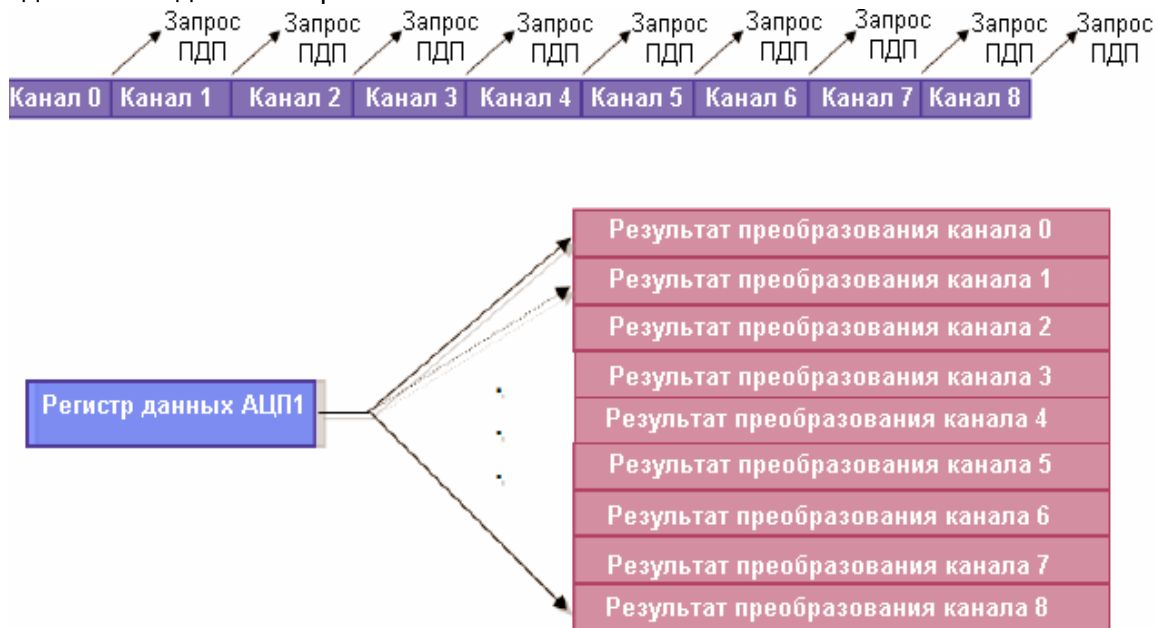 Запрос ПДП
Запрос ПДП
Запрос ПДП
Запрос ПДП
Запрос ПДП
Запрос ПДП
Запрос ПДП
Запрос ПДП
Запрос ПДП
Канал 0
Канал 1
Канал 2
Канал 3
Канал 4
Канал 5
Канал 6
Канал 7
Канал 8
Регистр данных АЦП1
Результат преобразования канала 0
Результат преобразования канала 1
Результат преобразования канала 2
Результат преобразования канала 3
Результат преобразования канала 4
Результат преобразования канала 5
Результат преобразования канала 6
Результат преобразования канала 7
Результат преобразования канала 8